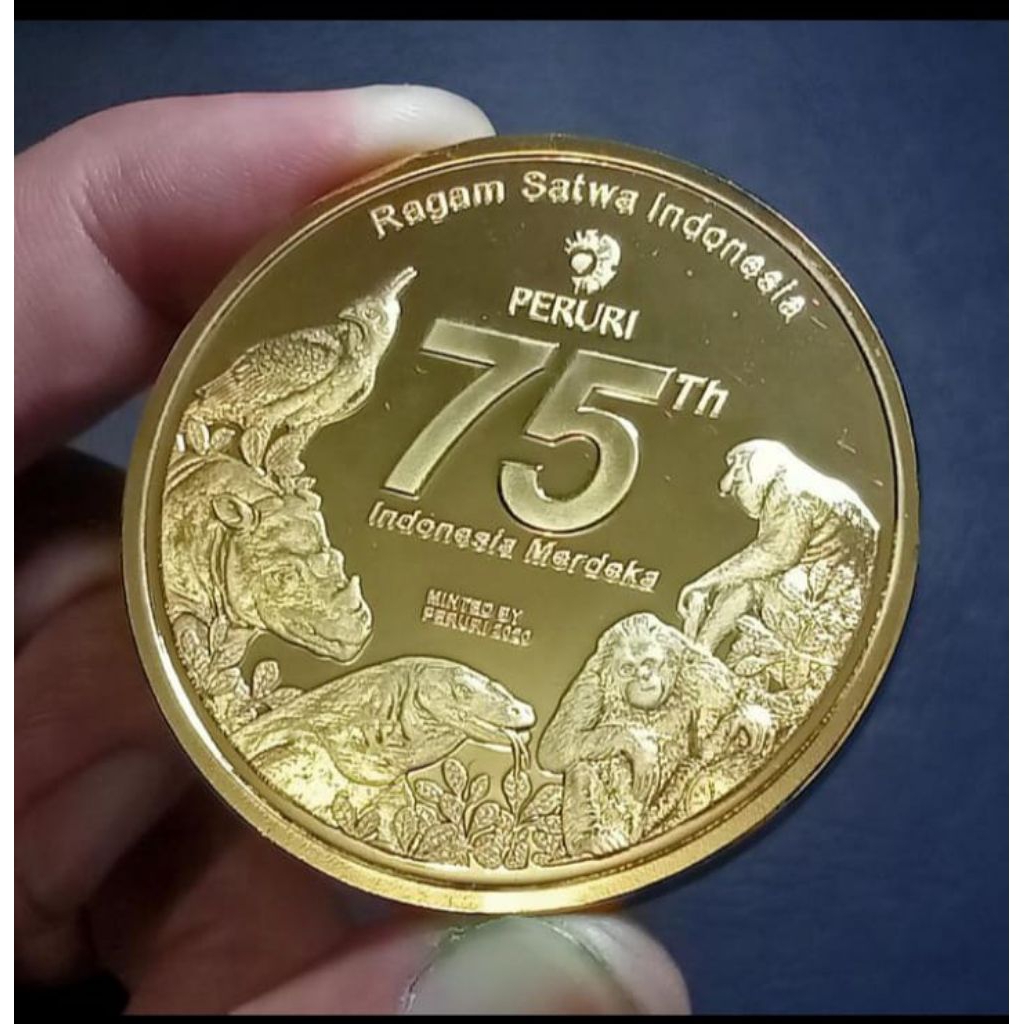 Ragam Satwa Indonesia
PERURI
75Th
Indonesia Merdeka
MINTED BY
PERURI 2020